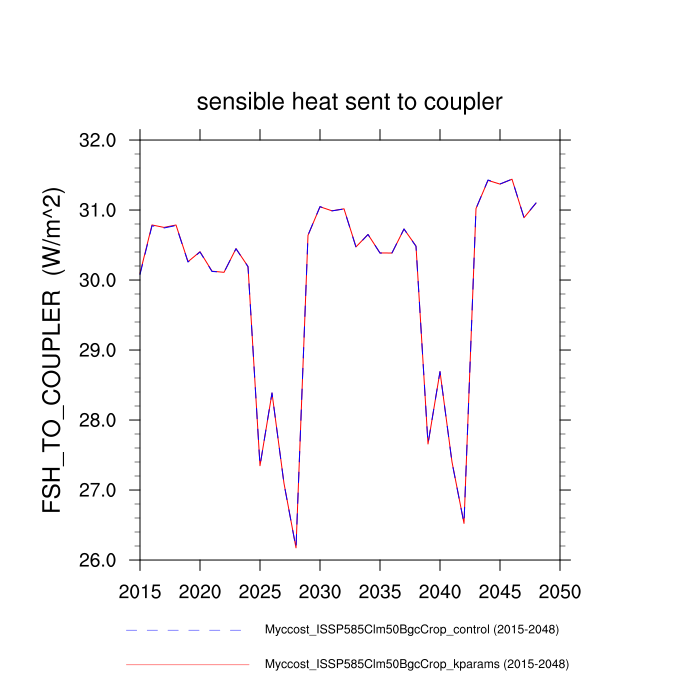 sensible heat sent to coupler
FSH_TO_COUPLER (W/m^2)
32.0
31.0
30.0
29.0
28.0
27.0
26.0
2015 2020 2025 2030 2035 2040 2045 2050
Myccost_ISSP585Clm50BgcCrop_control (2015-2048)
Myccost_ISSP585Clm50BgcCrop_kparams (2015-2048)